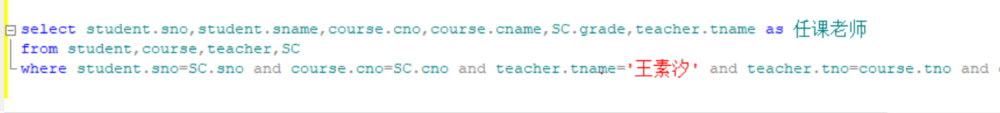 select student.sno,student.sname,course.cno,course.cname,SC.grade,teacher.tname as 任课老师
from student,course,teacher,SC
where student.sno=SC.sno and course.cno=SC.cno and teacher.tname='王素汐' and teacher.tno=course.tno and